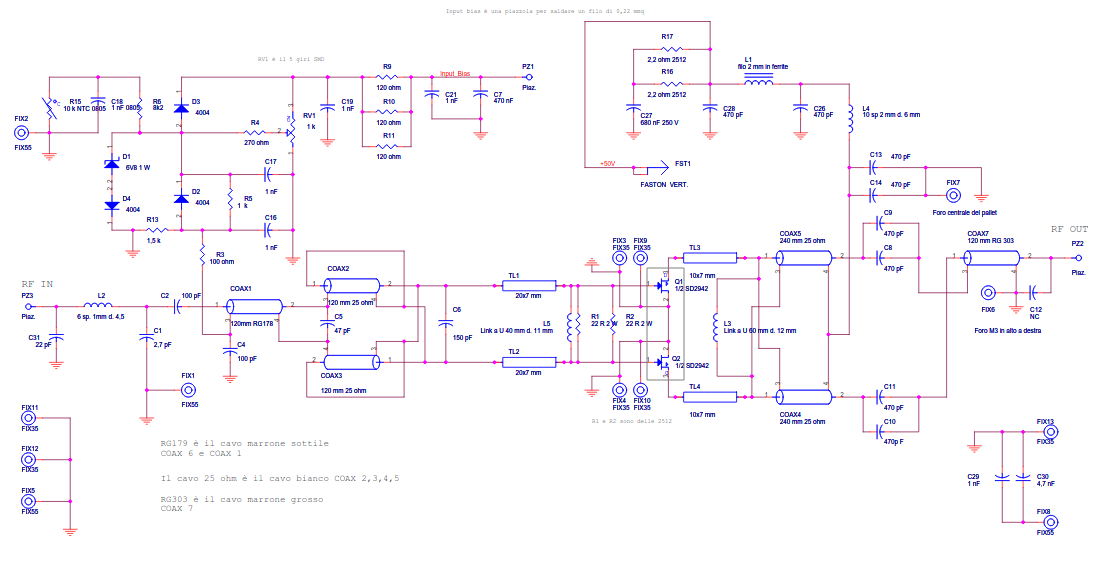 Input bias è una piazzola per saldare un filo di 0,22 mmq
RV1 è il 5 giri SMD
R17
2,2 ohm 2512
R16
2,2 ohm 2512
L1
filo 2 mm in ferrite
C27
680 nF 250 V
C28
470 pF
C26
470 pF
L4
10 sp 2 mm d. 6 mm
+50V
FST1
FASTON VERT.
FIX2
FIX55
R15
10 k NTC 0805
C18
1 nF 0805
R6
8k2
D3
4004
R4
270 ohm
RV1
1 k
C19
1 nF
R9
120 ohm
R10
120 ohm
R11
120 ohm
Input_Bias
C21
1 nF
C7
470 nF
PZ1
Piaz.
D1
6V8 1 W
D4
4004
D2
4004
R13
1,5 k
R5
1 k
C17
1 nF
C16
1 nF
R3
100 ohm
C13
470 pF
C14
470 pF
FIX7
Foro centrale del pallet
C9
470 pF
C8
470 pF
COAX7
120 mm RG 303
RF OUT
PZ2
Piaz.
FIX6
C12
NC
Foro M3 in alto a destra
RF IN
PZ3
Piaz.
L2
6 sp. 1mm d. 4,5
C2
100 pF
C31
22 pF
C1
2,7 pF
COAX1
120mm RG178
C4
100 pF
COAX2
120 mm 25 ohm
C5
47 pF
COAX3
120 mm 25 ohm
C6
150 pF
TL1
20x7 mm
TL2
20x7 mm
L5
Link a U 40 mm d. 11 mm
R1
22 R 2 W
R2
22 R 2 W
FIX3
FIX35
FIX9
FIX35
FIX4
FIX35
FIX10
FIX35
Q1
1/2 SD2942
Q2
1/2 SD2942
TL3
10x7 mm
TL4
10x7 mm
L3
Link a U 60 mm d. 12 mm
COAX5
240 mm 25 ohm
COAX4
240 mm 25 ohm
C11
470 pF
C10
470p F
R1 e R2 sono delle 2512
FIX1
FIX55
FIX11
FIX35
FIX12
FIX35
FIX5
FIX55
RG179 è il cavo marrone sottile
COAX 6 e COAX 1
Il cavo 25 ohm è il cavo bianco COAX 2,3,4,5
RG303 è il cavo marrone grosso
COAX 7
FIX13
FIX35
C29
1 nF
C30
4,7 nF
FIX8
FIX55